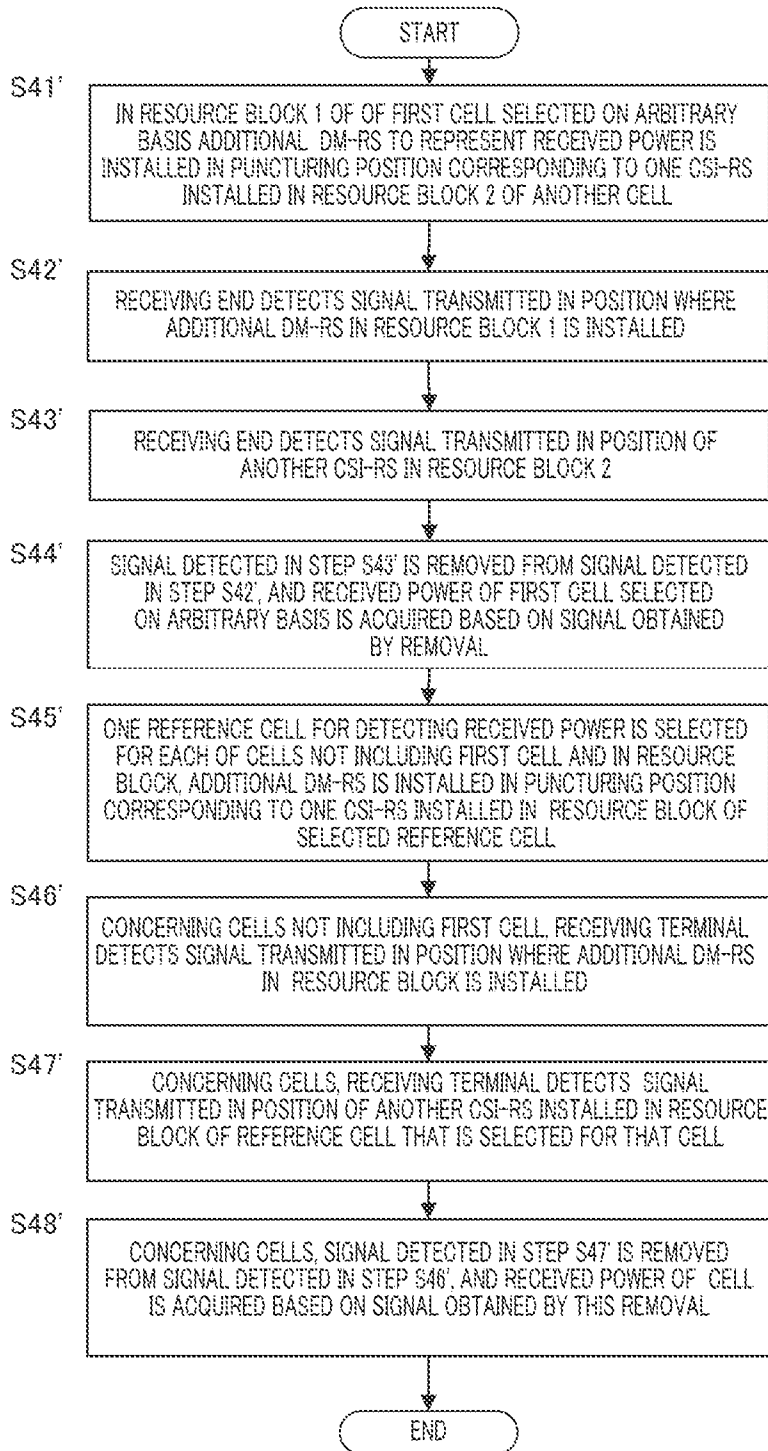 START
S41'
IN RESOURCE BLOCK 1 OF OF FIRST CELL SELECTED ON ARBITRARY
BASIS ADDITIONAL DM-RS TO REPRESENT RECEIVED POWER IS
INSTALLED IN PUNCTURING POSITION CORRESPONDING TO ONE CSI-RS
INSTALLED IN RESOURCE BLOCK 2 OF ANOTHER CELL
S42'
RECEIVING END DETECTS SIGNAL TRANSMITTED IN POSITION WHERE
ADDITIONAL DM-RS IN RESOURCE BLOCK 1 IS INSTALLED
S43'
RECEIVING END DETECTS SIGNAL TRANSMITTED IN POSITION OF
ANOTHER CSI-RS IN RESOURCE BLOCK 2
S44'
SIGNAL DETECTED IN STEP S43' IS REMOVED FROM SIGNAL DETECTED
IN STEP S42', AND RECEIVED POWER OF FIRST CELL SELECTED
ON ARBITRARY BASIS IS ACQUIRED BASED ON SIGNAL OBTAINED
BY REMOVAL
S45'
ONE REFERENCE CELL FOR DETECTING RECEIVED POWER IS SELECTED
FOR EACH OF CELLS NOT INCLUDING FIRST CELL AND IN RESOURCE
BLOCK, ADDITIONAL DM-RS IS INSTALLED IN PUNCTURING POSITION
CORRESPONDING TO ONE CSI-RS INSTALLED IN RESOURCE BLOCK OF
SELECTED REFERENCE CELL
S46'
CONCERNING CELLS NOT INCLUDING FIRST CELL, RECEIVING TERMINAL
DETECTS SIGNAL TRANSMITTED IN POSITION WHERE ADDITIONAL DM-RS
IN RESOURCE BLOCK IS INSTALLED
S47'
CONCERNING CELLS, RECEIVING TERMINAL DETECTS SIGNAL
TRANSMITTED IN POSITION OF ANOTHER CSI-RS INSTALLED IN RESOURCE
BLOCK OF REFERENCE CELL THAT IS SELECTED FOR THAT CELL
S48'
CONCERNING CELLS, SIGNAL DETECTED IN STEP S47' IS REMOVED
FROM SIGNAL DETECTED IN STEP S46', AND RECEIVED POWER OF CELL
IS ACQUIRED BASED ON SIGNAL OBTAINED BY THIS REMOVAL
END